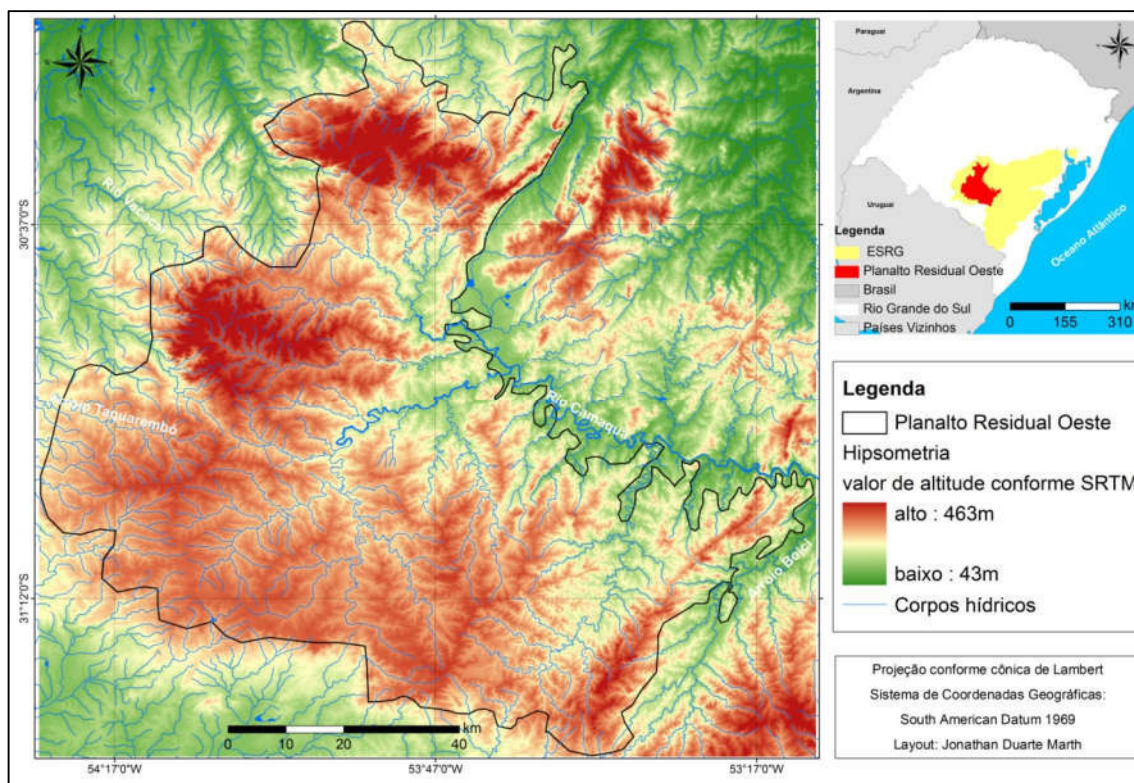 30°37'0"S
31°12'0"S
54°17'0"W
53°47'0"W
53°17'0"W
Rio Vacacaí
Arroio Taquarembó
Rio Camaquã
Arroio
km
0 10 20 40
Paraguai
Argentina
Uruguai
Oceano Atlântico
Legenda
ESRG
Planalto Residual Oeste
Brasil
Rio Grande do Sul
Países Vizinhos
km
0 155 310
Legenda
Planalto Residual Oeste
Hipsometria
valor de altitude conforme SRTM
alto : 463m
baixo : 43m
Corpos hídricos
Projeção conforme cônica de Lambert
Sistema de Coordenadas Geográficas:
South American Datum 1969
Layout: Jonathan Duarte Marth